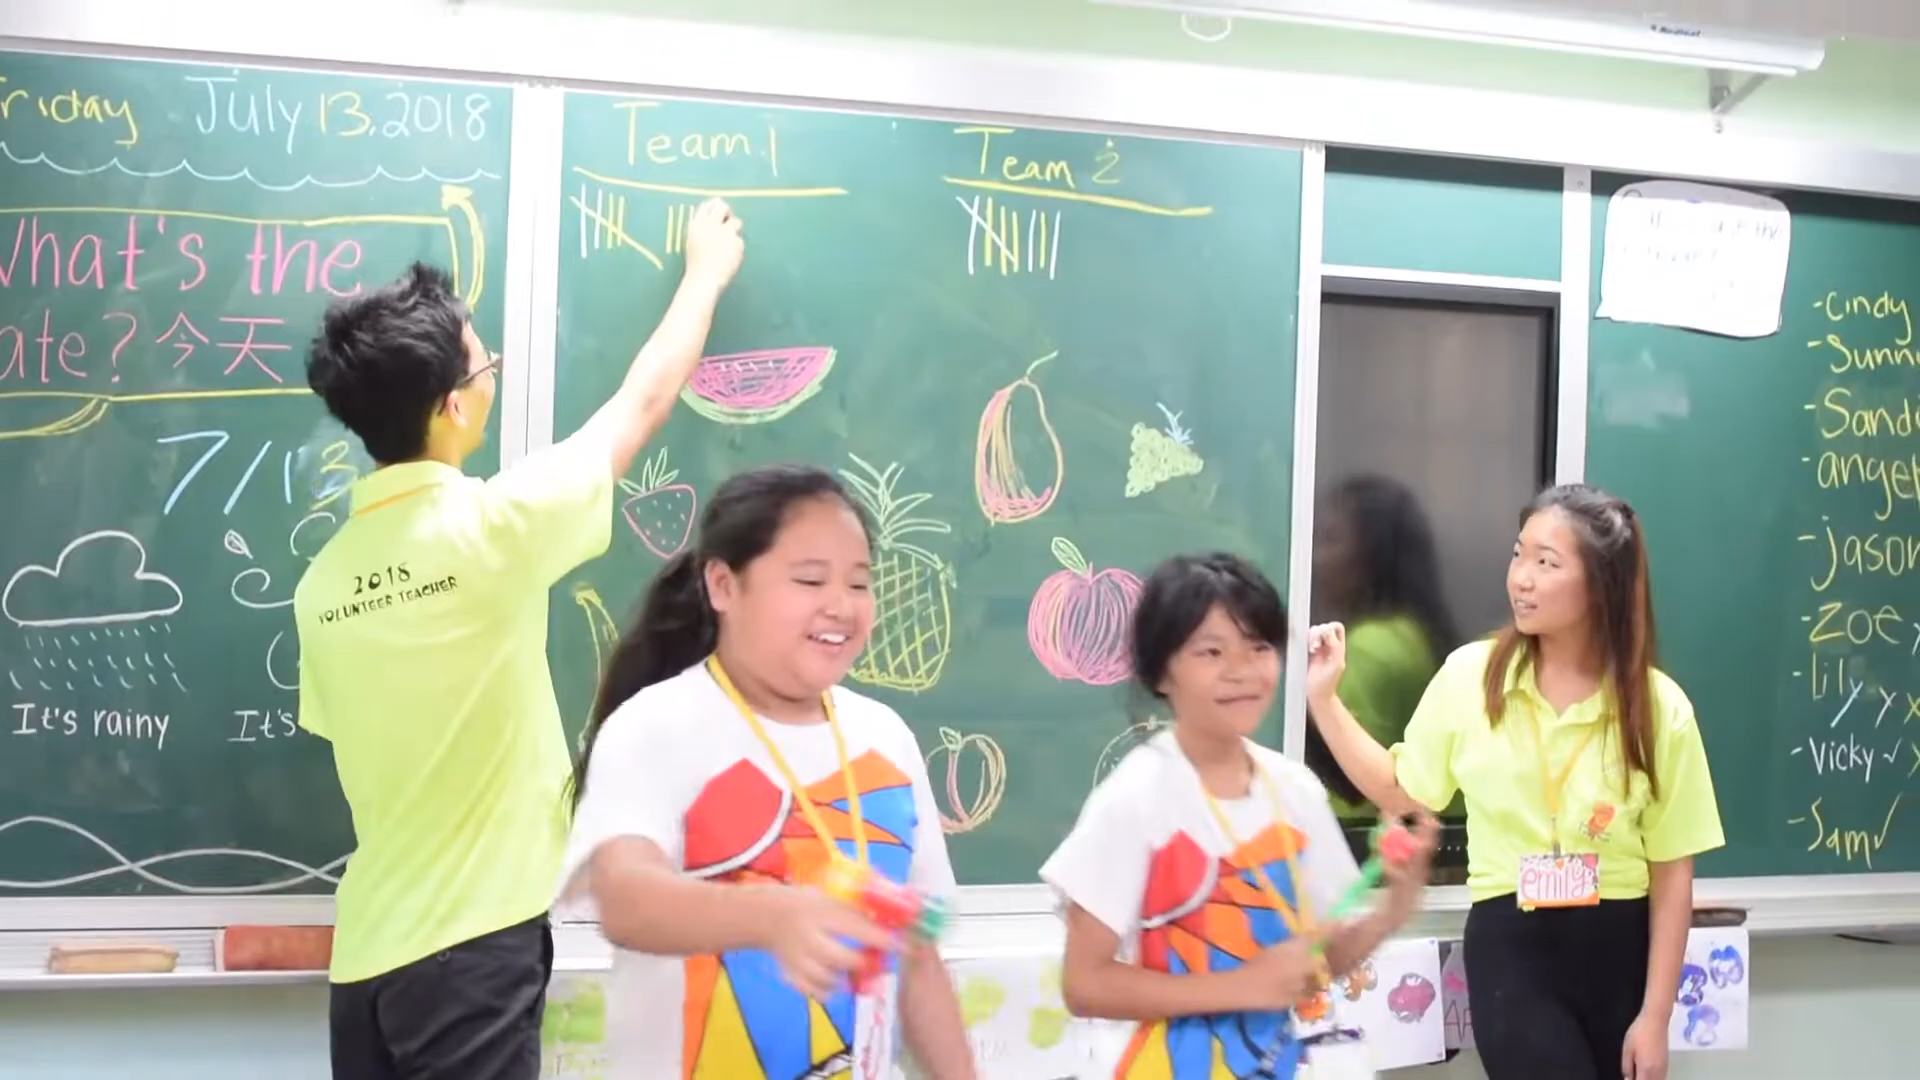 Friday July 13, 2018
What's the
ate? 今天
7/13
It's rainy
It's
Team 1
Team 2
2018
VOLUNTEER TEACHER
emily
-Cindy
-Sunn
-Sand
-angel
-jason
-zoe
-lily
-Vicky ✓
-Sam ✓